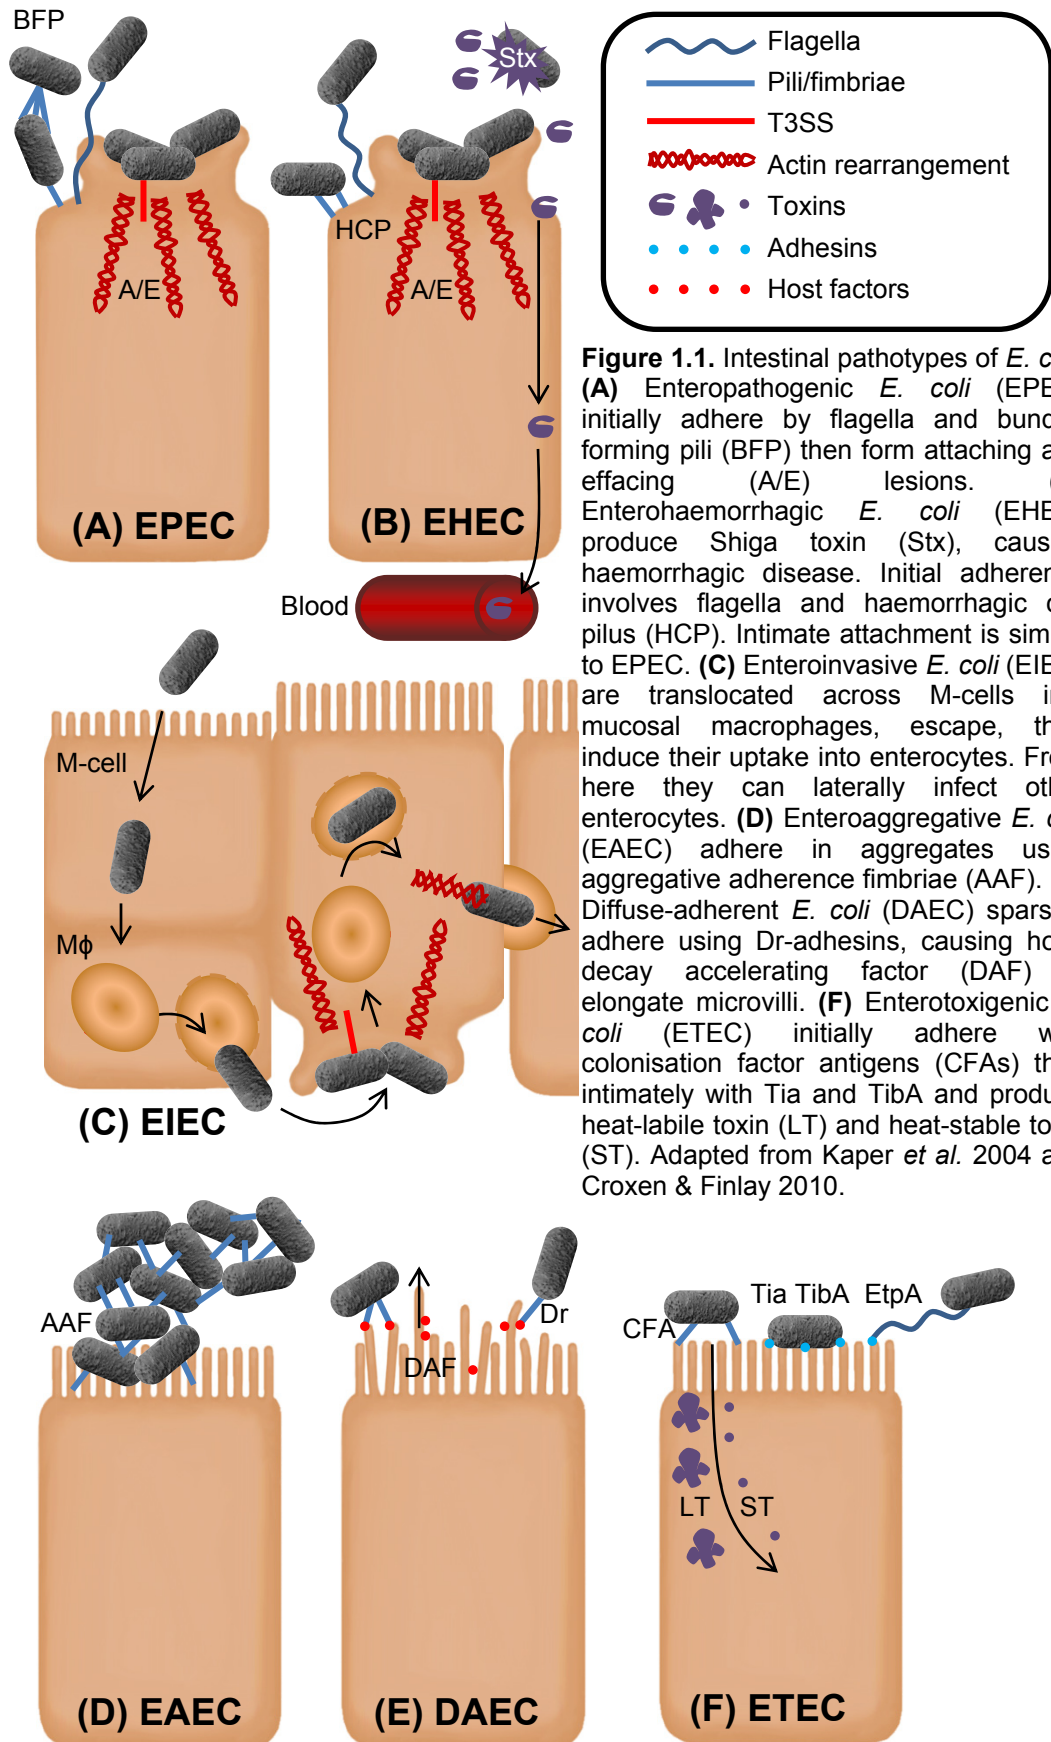 BFP
Stx
HCP
A/E
A/E
(A) EPEC
(B) EHEC
Blood
Flagella
Pili/fimbriae
T3SS
Actin rearrangement
Toxins
Adhesins
Host factors
Figure 1.1. Intestinal pathotypes of E.
(A) Enteropathogenic E. coli
initially adhere by flagella and
forming pili (BFP) then form attaching
effacing (A/E) lesions.
Enterohaemorrhagic E. coli
produce Shiga toxin (Stx),
haemorrhagic disease. Initial
involves flagella and haemorrhagic
pilus (HCP). Intimate attachment is
to EPEC. (C) Enteroinvasive E. coli
are translocated across M-cells
mucosal macrophages, escape,
induce their uptake into enterocytes.
here they can laterally infect
enterocytes. (D) Enteroaggregative E.
(EAEC) adhere in aggregates
aggregative adherence fimbriae (AAF).
Diffuse-adherent E. coli (DAEC)
adhere using Dr-adhesins, causing
decay accelerating factor (DAF)
elongate microvilli. (F) Enterotoxigenic
coli (ETEC) initially adhere
colonisation factor antigens (CFAs)
intimately with Tia and TibA and
heat-labile toxin (LT) and heat-stable
(ST). Adapted from Kaper et al. 2004
Croxen & Finlay 2010.
M-cell
Mϕ
(C) EIEC
AAF
(D) EAEC
Dr
DAF
(E) DAEC
Tia TibA EtpA
CFA
LT ST
(F) ETEC